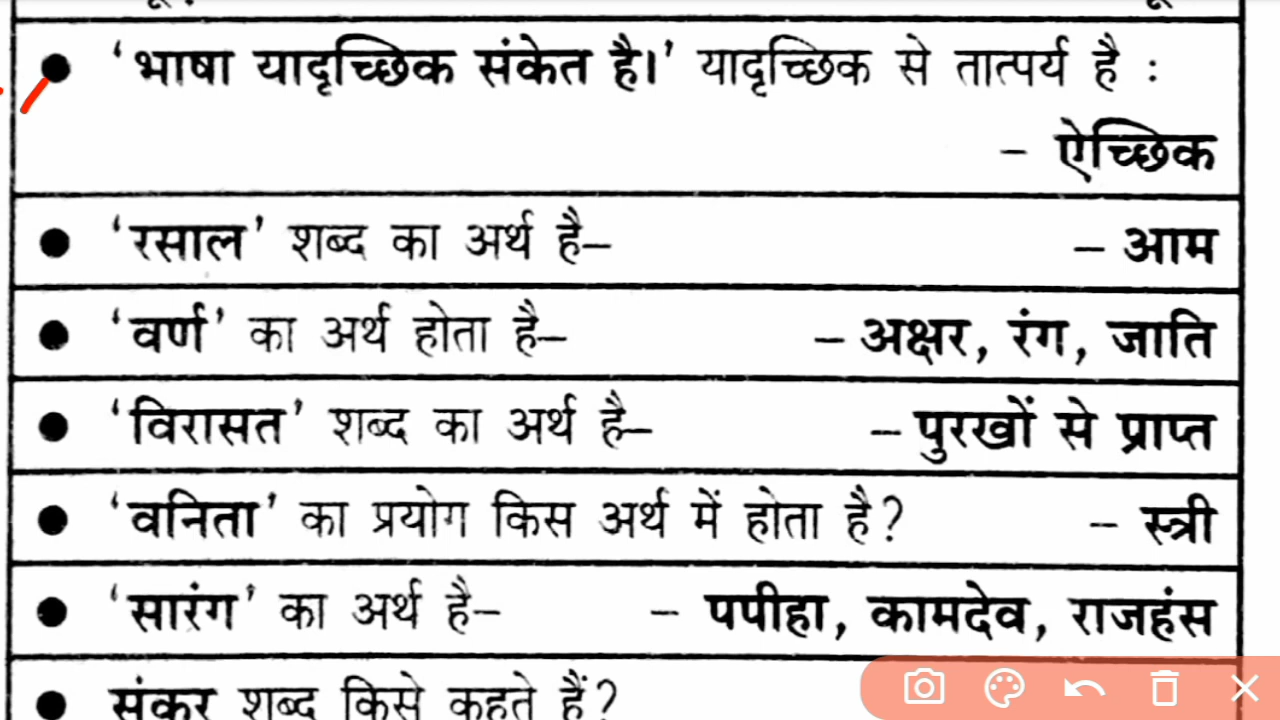 • ‘भाषा यादृच्छिक संकेत है।’ यादृच्छिक से तात्पर्य है :
– ऐच्छिक
• ‘रसाल’ शब्द का अर्थ है– – आम
• ‘वर्ण’ का अर्थ होता है– – अक्षर, रंग, जाति
• ‘विरासत’ शब्द का अर्थ है– – पुरखों से प्राप्त
• ‘वनिता’ का प्रयोग किस अर्थ में होता है? – स्त्री
• ‘सारंग’ का अर्थ है– – पपीहा, कामदेव, राजहंस
• संकर शब्द किसे कहते हैं?